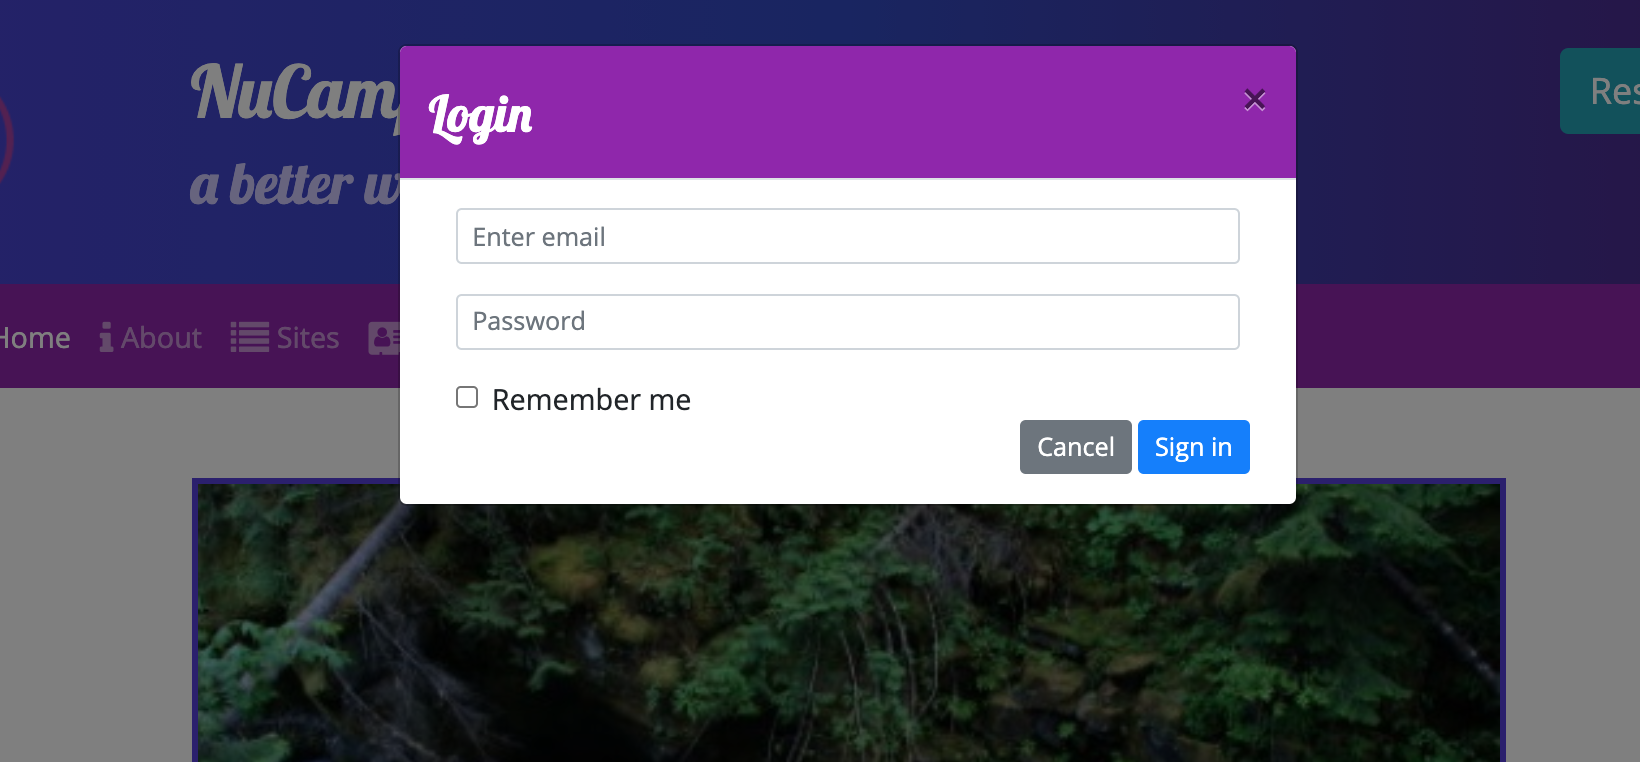 NuCam
a better w
Res
Login
×
Enter email
Password
Remember me
Cancel Sign in
Home About Sites